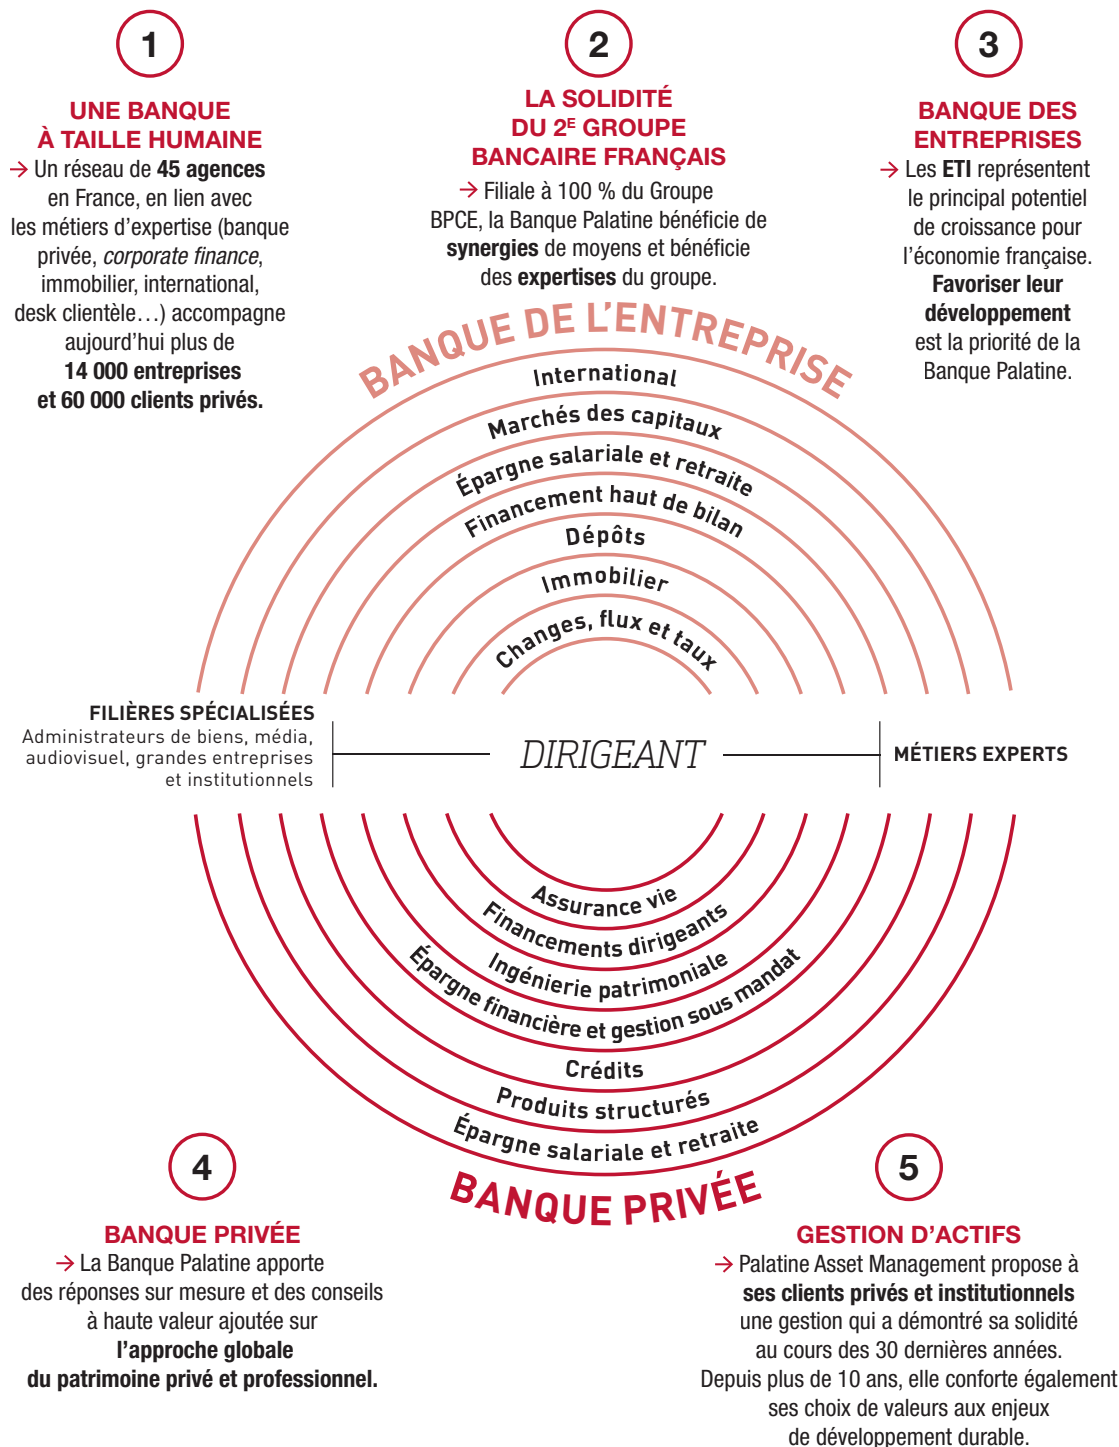 1
UNE BANQUE
À TAILLE HUMAINE
→ Un réseau de 45 agences
en France, en lien avec
les métiers d’expertise (banque
privée, corporate finance,
immobilier, international,
desk clientèle…) accompagne
aujourd’hui plus de
14 000 entreprises
et 60 000 clients privés.
2
LA SOLIDITÉ
DU 2E GROUPE
BANCAIRE FRANÇAIS
→ Filiale à 100 % du Groupe
BPCE, la Banque Palatine bénéficie de
synergies de moyens et bénéficie
des expertises du groupe.
3
BANQUE DES
ENTREPRISES
→ Les ETI représentent
le principal potentiel
de croissance pour
l’économie française.
Favoriser leur
développement
est la priorité de la
Banque Palatine.
BANQUE DE L’ENTREPRISE
International
Marchés des capitaux
Épargne salariale et retraite
Financement haut de bilan
Dépôts
Immobilier
Changes, flux et taux
FILIÈRES SPÉCIALISÉES
Administrateurs de biens, média,
audiovisuel, grandes entreprises
et institutionnels
DIRIGEANT
MÉTIERS EXPERTS
Assurance vie
Financements dirigeants
Ingénierie patrimoniale
Épargne financière et gestion sous mandat
Crédits
Produits structurés
Épargne salariale et retraite
BANQUE PRIVÉE
4
BANQUE PRIVÉE
→ La Banque Palatine apporte
des réponses sur mesure et des conseils
à haute valeur ajoutée sur
l’approche globale
du patrimoine privé et professionnel.
5
GESTION D’ACTIFS
→ Palatine Asset Management propose à
ses clients privés et institutionnels
une gestion qui a démontré sa solidité
au cours des 30 dernières années.
Depuis plus de 10 ans, elle conforte également
ses choix de valeurs aux enjeux
de développement durable.